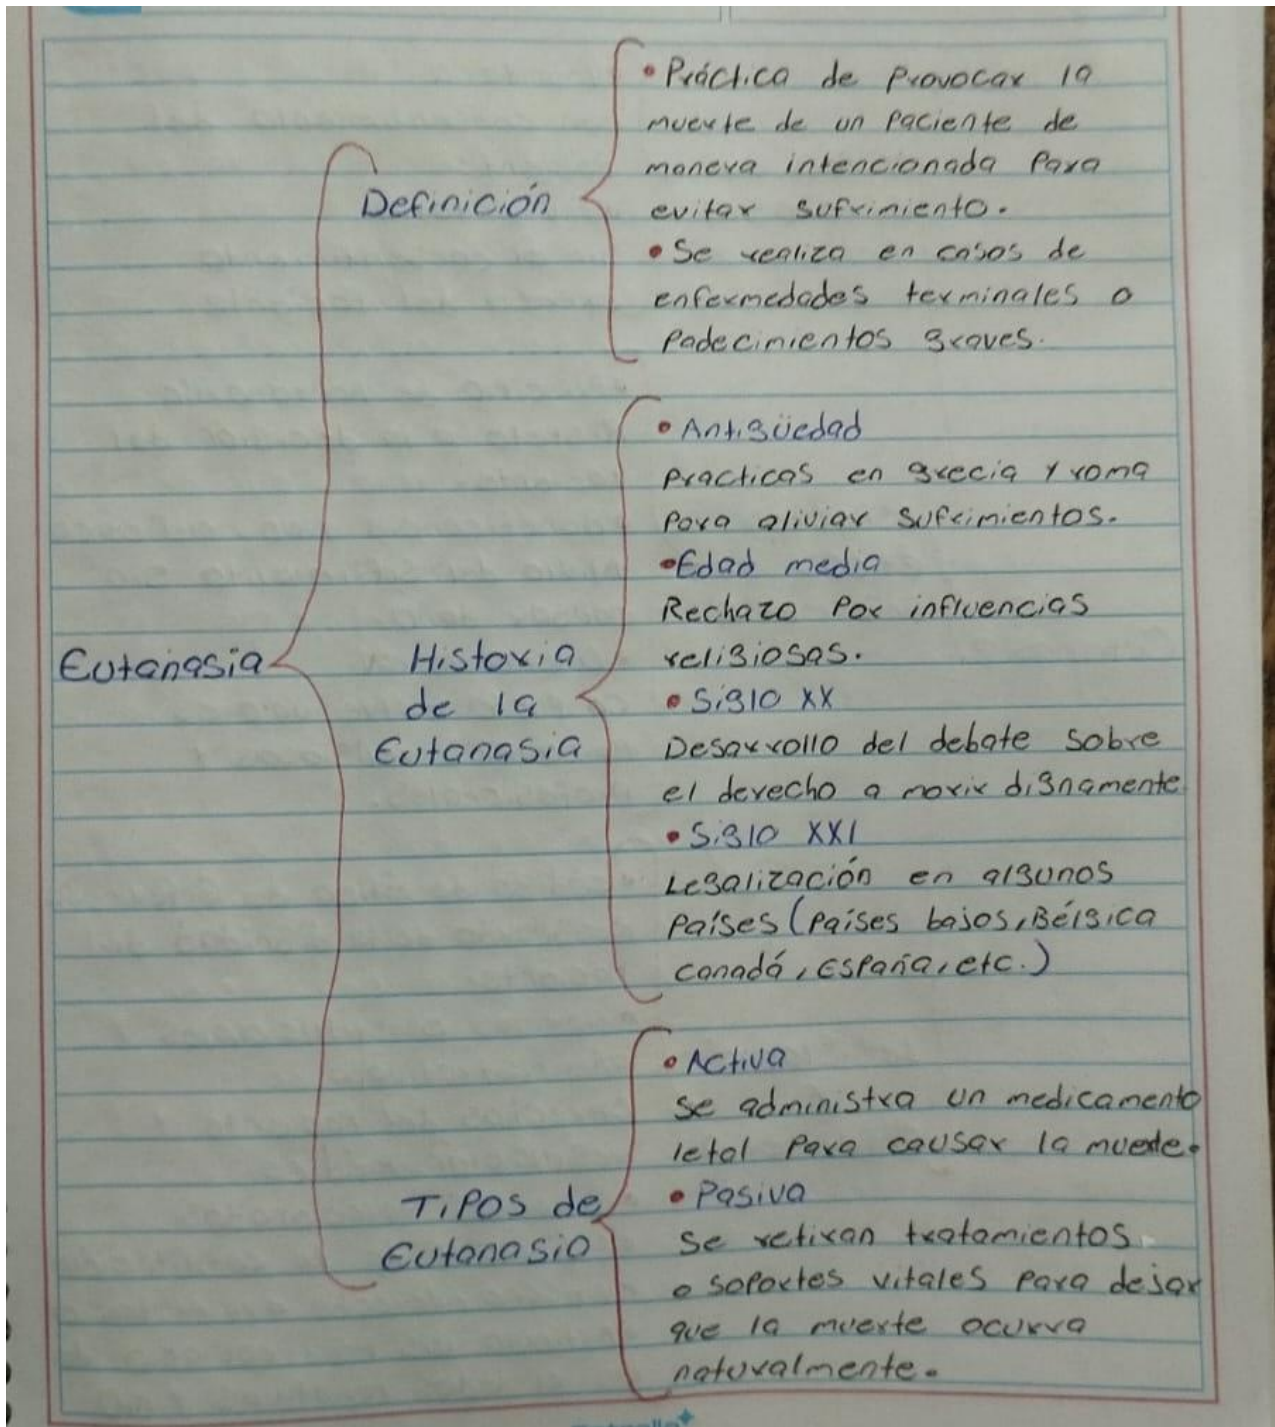 Eutanasia
Definición
• Práctica de provocar la
muerte de un paciente de
manera intencionada para
evitar sufrimiento.
• Se realiza en casos de
enfermedades terminales o
Padecimientos graves.
Historia
de la
Eutanasia
• Antigüedad
Practicas en grecia y roma
Para aliviar sufrimientos.
• Edad media
Rechazo Por influencias
religiosas.
• Siglo XX
Desarrollo del debate sobre
el derecho a morir dignamente
• Siglo XXI
Legalización en algunos
Países (Países bajos, Bélgica
canadá, España, etc.)
Tipos de
Eutanasia
• Activa
se administra un medicamento
letal para causar la muerte.
• Pasiva
se retiran tratamientos
o soportes vitales para dejar
que la muerte ocurra
naturalmente.